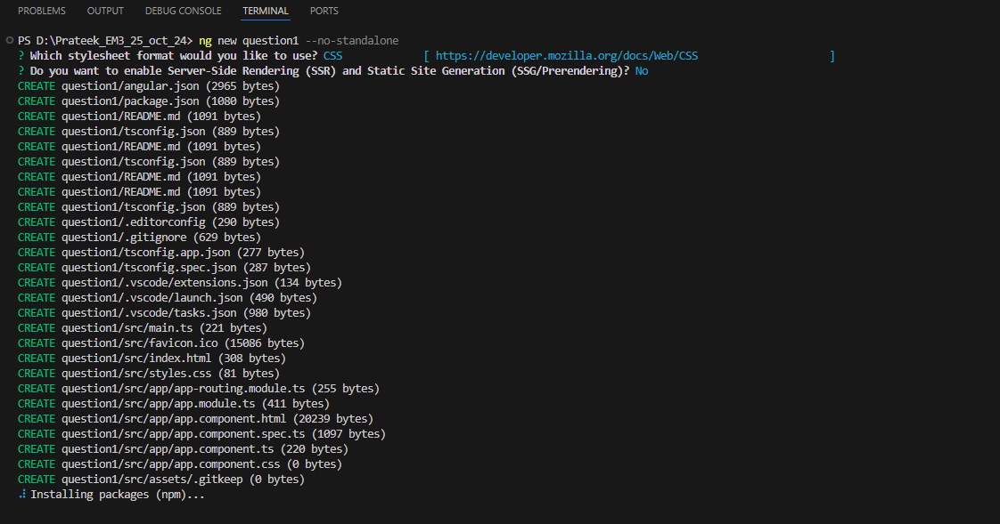 PROBLEMS OUTPUT DEBUG CONSOLE TERMINAL PORTS
PS D:\Prateek_EM3_25_oct_24> ng new question1 --no-standalone
? Which stylesheet format would you like to use? CSS [ https://developer.mozilla.org/docs/Web/CSS ]
? Do you want to enable Server-Side Rendering (SSR) and Static Site Generation (SSG/Prerendering)? No
CREATE question1/angular.json (2965 bytes)
CREATE question1/package.json (1080 bytes)
CREATE question1/README.md (1091 bytes)
CREATE question1/tsconfig.json (889 bytes)
CREATE question1/README.md (1091 bytes)
CREATE question1/tsconfig.json (889 bytes)
CREATE question1/README.md (1091 bytes)
CREATE question1/README.md (1091 bytes)
CREATE question1/tsconfig.json (889 bytes)
CREATE question1/.editorconfig (290 bytes)
CREATE question1/.gitignore (629 bytes)
CREATE question1/tsconfig.app.json (277 bytes)
CREATE question1/tsconfig.spec.json (287 bytes)
CREATE question1/.vscode/extensions.json (134 bytes)
CREATE question1/.vscode/launch.json (490 bytes)
CREATE question1/.vscode/tasks.json (980 bytes)
CREATE question1/src/main.ts (221 bytes)
CREATE question1/src/favicon.ico (15086 bytes)
CREATE question1/src/index.html (308 bytes)
CREATE question1/src/styles.css (81 bytes)
CREATE question1/src/app/app-routing.module.ts (255 bytes)
CREATE question1/src/app/app.module.ts (411 bytes)
CREATE question1/src/app/app.component.html (20239 bytes)
CREATE question1/src/app/app.component.spec.ts (1097 bytes)
CREATE question1/src/app/app.component.ts (220 bytes)
CREATE question1/src/app/app.component.css (0 bytes)
CREATE question1/src/assets/.gitkeep (0 bytes)
Installing packages (npm)...